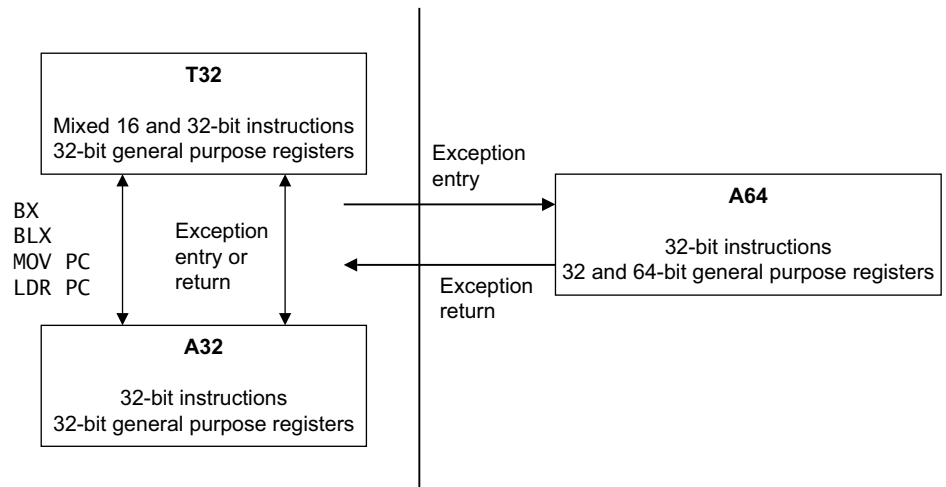 T32
Mixed 16 and 32-bit instructions
32-bit general purpose registers
BX
BLX
MOV PC
LDR PC
Exception
entry or
return
A32
32-bit instructions
32-bit general purpose registers
Exception
entry
Exception
return
A64
32-bit instructions
32 and 64-bit general purpose registers